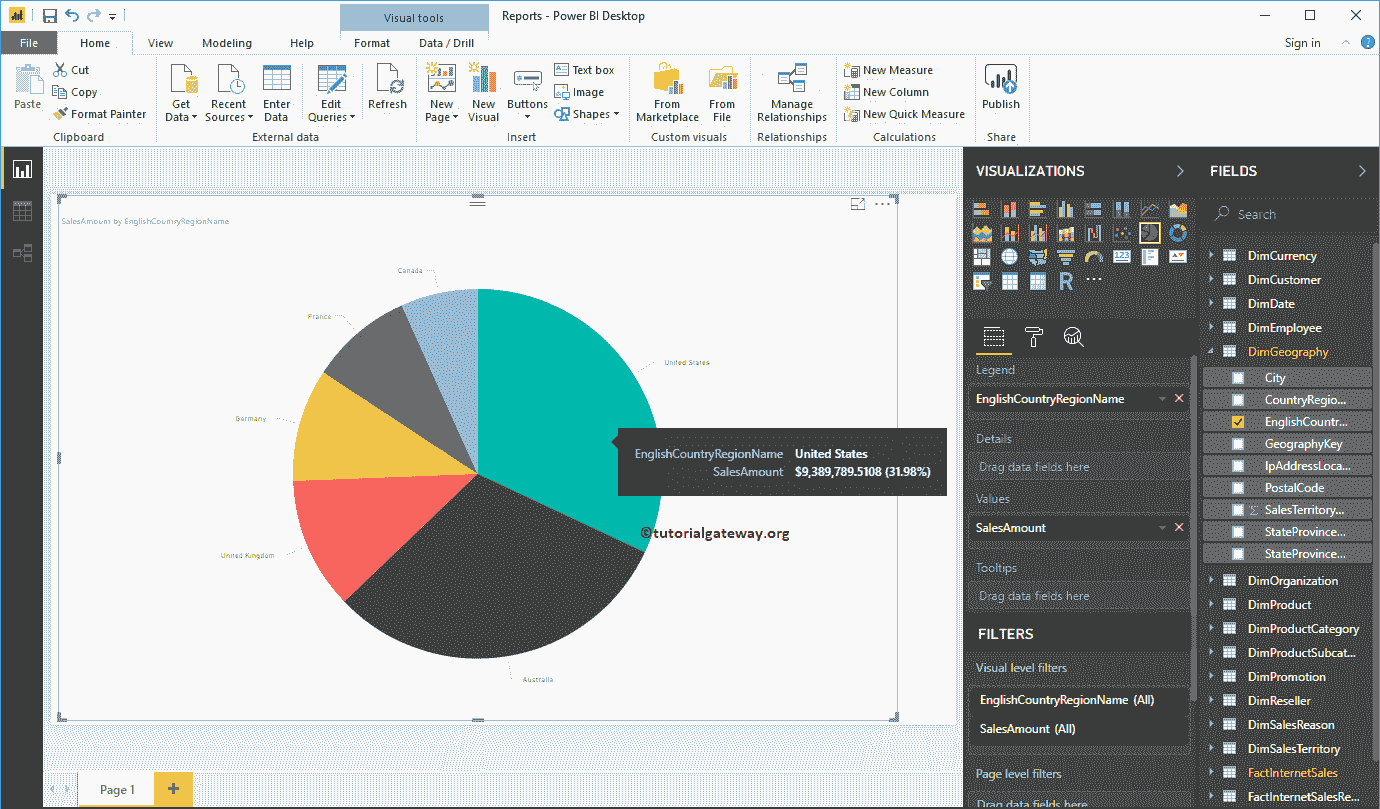 Visual tools
Reports - Power BI Desktop
File
Home
View
Modeling
Help
Format
Data / Drill
Sign in
Paste
Cut
Copy
Format Painter
Clipboard
Get
Data
Recent
Sources
Enter
Data
Edit
Queries
Refresh
External data
New
Page
New
Visual
Buttons
Text box
Image
Shapes
Insert
From
Marketplace
From
File
Custom visuals
Manage
Relationships
Relationships
New Measure
New Column
New Quick Measure
Calculations
Publish
Share
SalesAmount by EnglishCountryRegionName
Canada
France
United States
Germany
EnglishCountryRegionName United States
SalesAmount $9,389,789.5108 (31.98%)
©tutorialgateway.org
United Kingdom
Australia
Page 1
VISUALIZATIONS
123
R
Legend
EnglishCountryRegionName
Details
Drag data fields here
Values
SalesAmount
Tooltips
Drag data fields here
FILTERS
Visual level filters
EnglishCountryRegionName (All)
SalesAmount (All)
Page level filters
Drag data fields here
FIELDS
Search
DimCurrency
DimCustomer
DimDate
DimEmployee
DimGeography
City
CountryRegio...
EnglishCountr...
GeographyKey
IpAddressLoca...
PostalCode
Σ SalesTerritory...
StateProvince...
StateProvince...
DimOrganization
DimProduct
DimProductCategory
DimProductSubcat...
DimPromotion
DimReseller
DimSalesReason
DimSalesTerritory
FactInternetSales
FactInternetSalesRe...